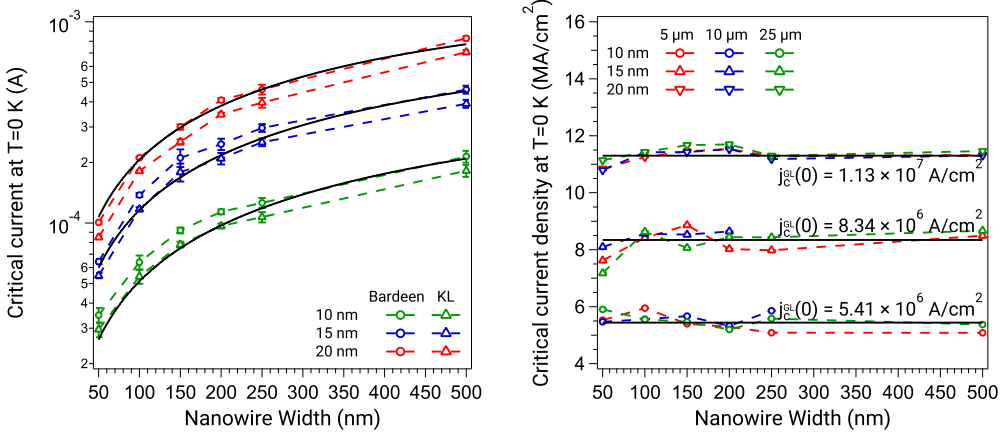 Critical current at T=0 K (A)
10⁻³
6
5
4
3
2
10⁻⁴
6
5
4
3
2
Bardeen KL
10 nm
15 nm
20 nm
50 100 150 200 250 300 350 400 450 500
Nanowire Width (nm)
Critical current density at T=0 K (MA/cm²)
16
14
12
10
8
6
4
5 µm 10 µm 25 µm
10 nm
15 nm
20 nm
j_C^GL(0) = 1.13 × 10⁷ A/cm²
j_C^GL(0) = 8.34 × 10⁶ A/cm²
j_C^GL(0) = 5.41 × 10⁶ A/cm²
50 100 150 200 250 300 350 400 450 500
Nanowire Width (nm)